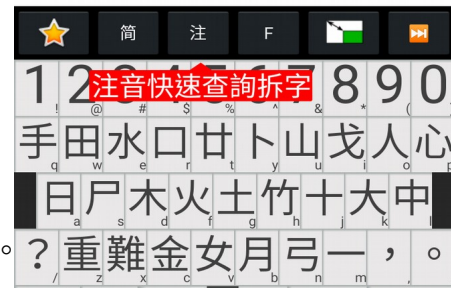 简 注 F
1 2 8 9 0
! @ # $ % ^ & * ( )
注音快速查詢拆字
手 田 水 口 廿 卜 山 戈 人 心
q w e r t y u i o p
日 尸 木 火 土 竹 十 大 中
a s d f g h j k l
? 重 難 金 女 月 弓 一 , 。
/ z x c v b n m ,
。